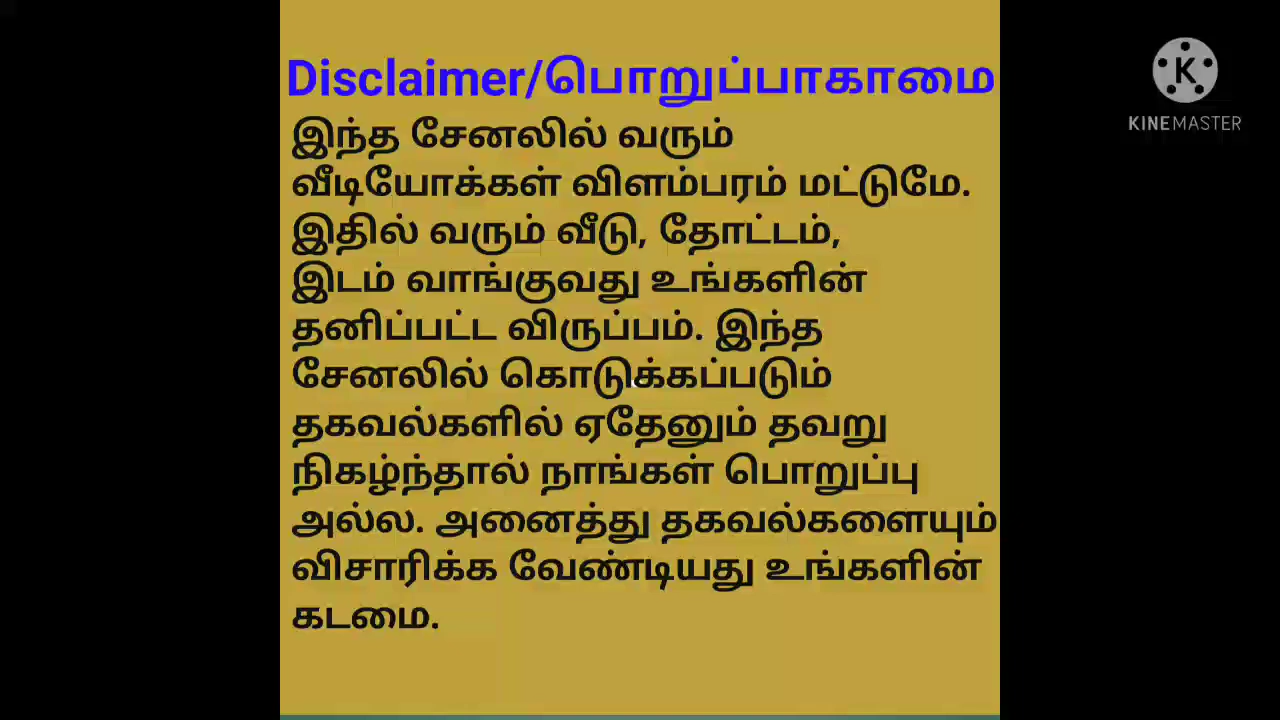 Disclaimer/பொறுப்பாகாமை
இந்த சேனலில் வரும்
வீடியோக்கள் விளம்பரம் மட்டுமே.
இதில் வரும் வீடு, தோட்டம்,
இடம் வாங்குவது உங்களின்
தனிப்பட்ட விருப்பம். இந்த
சேனலில் கொடுக்கப்படும்
தகவல்களில் ஏதேனும் தவறு
நிகழ்ந்தால் நாங்கள் பொறுப்பு
அல்ல. அனைத்து தகவல்களையும்
விசாரிக்க வேண்டியது உங்களின்
கடமை.
K
KINEMASTER